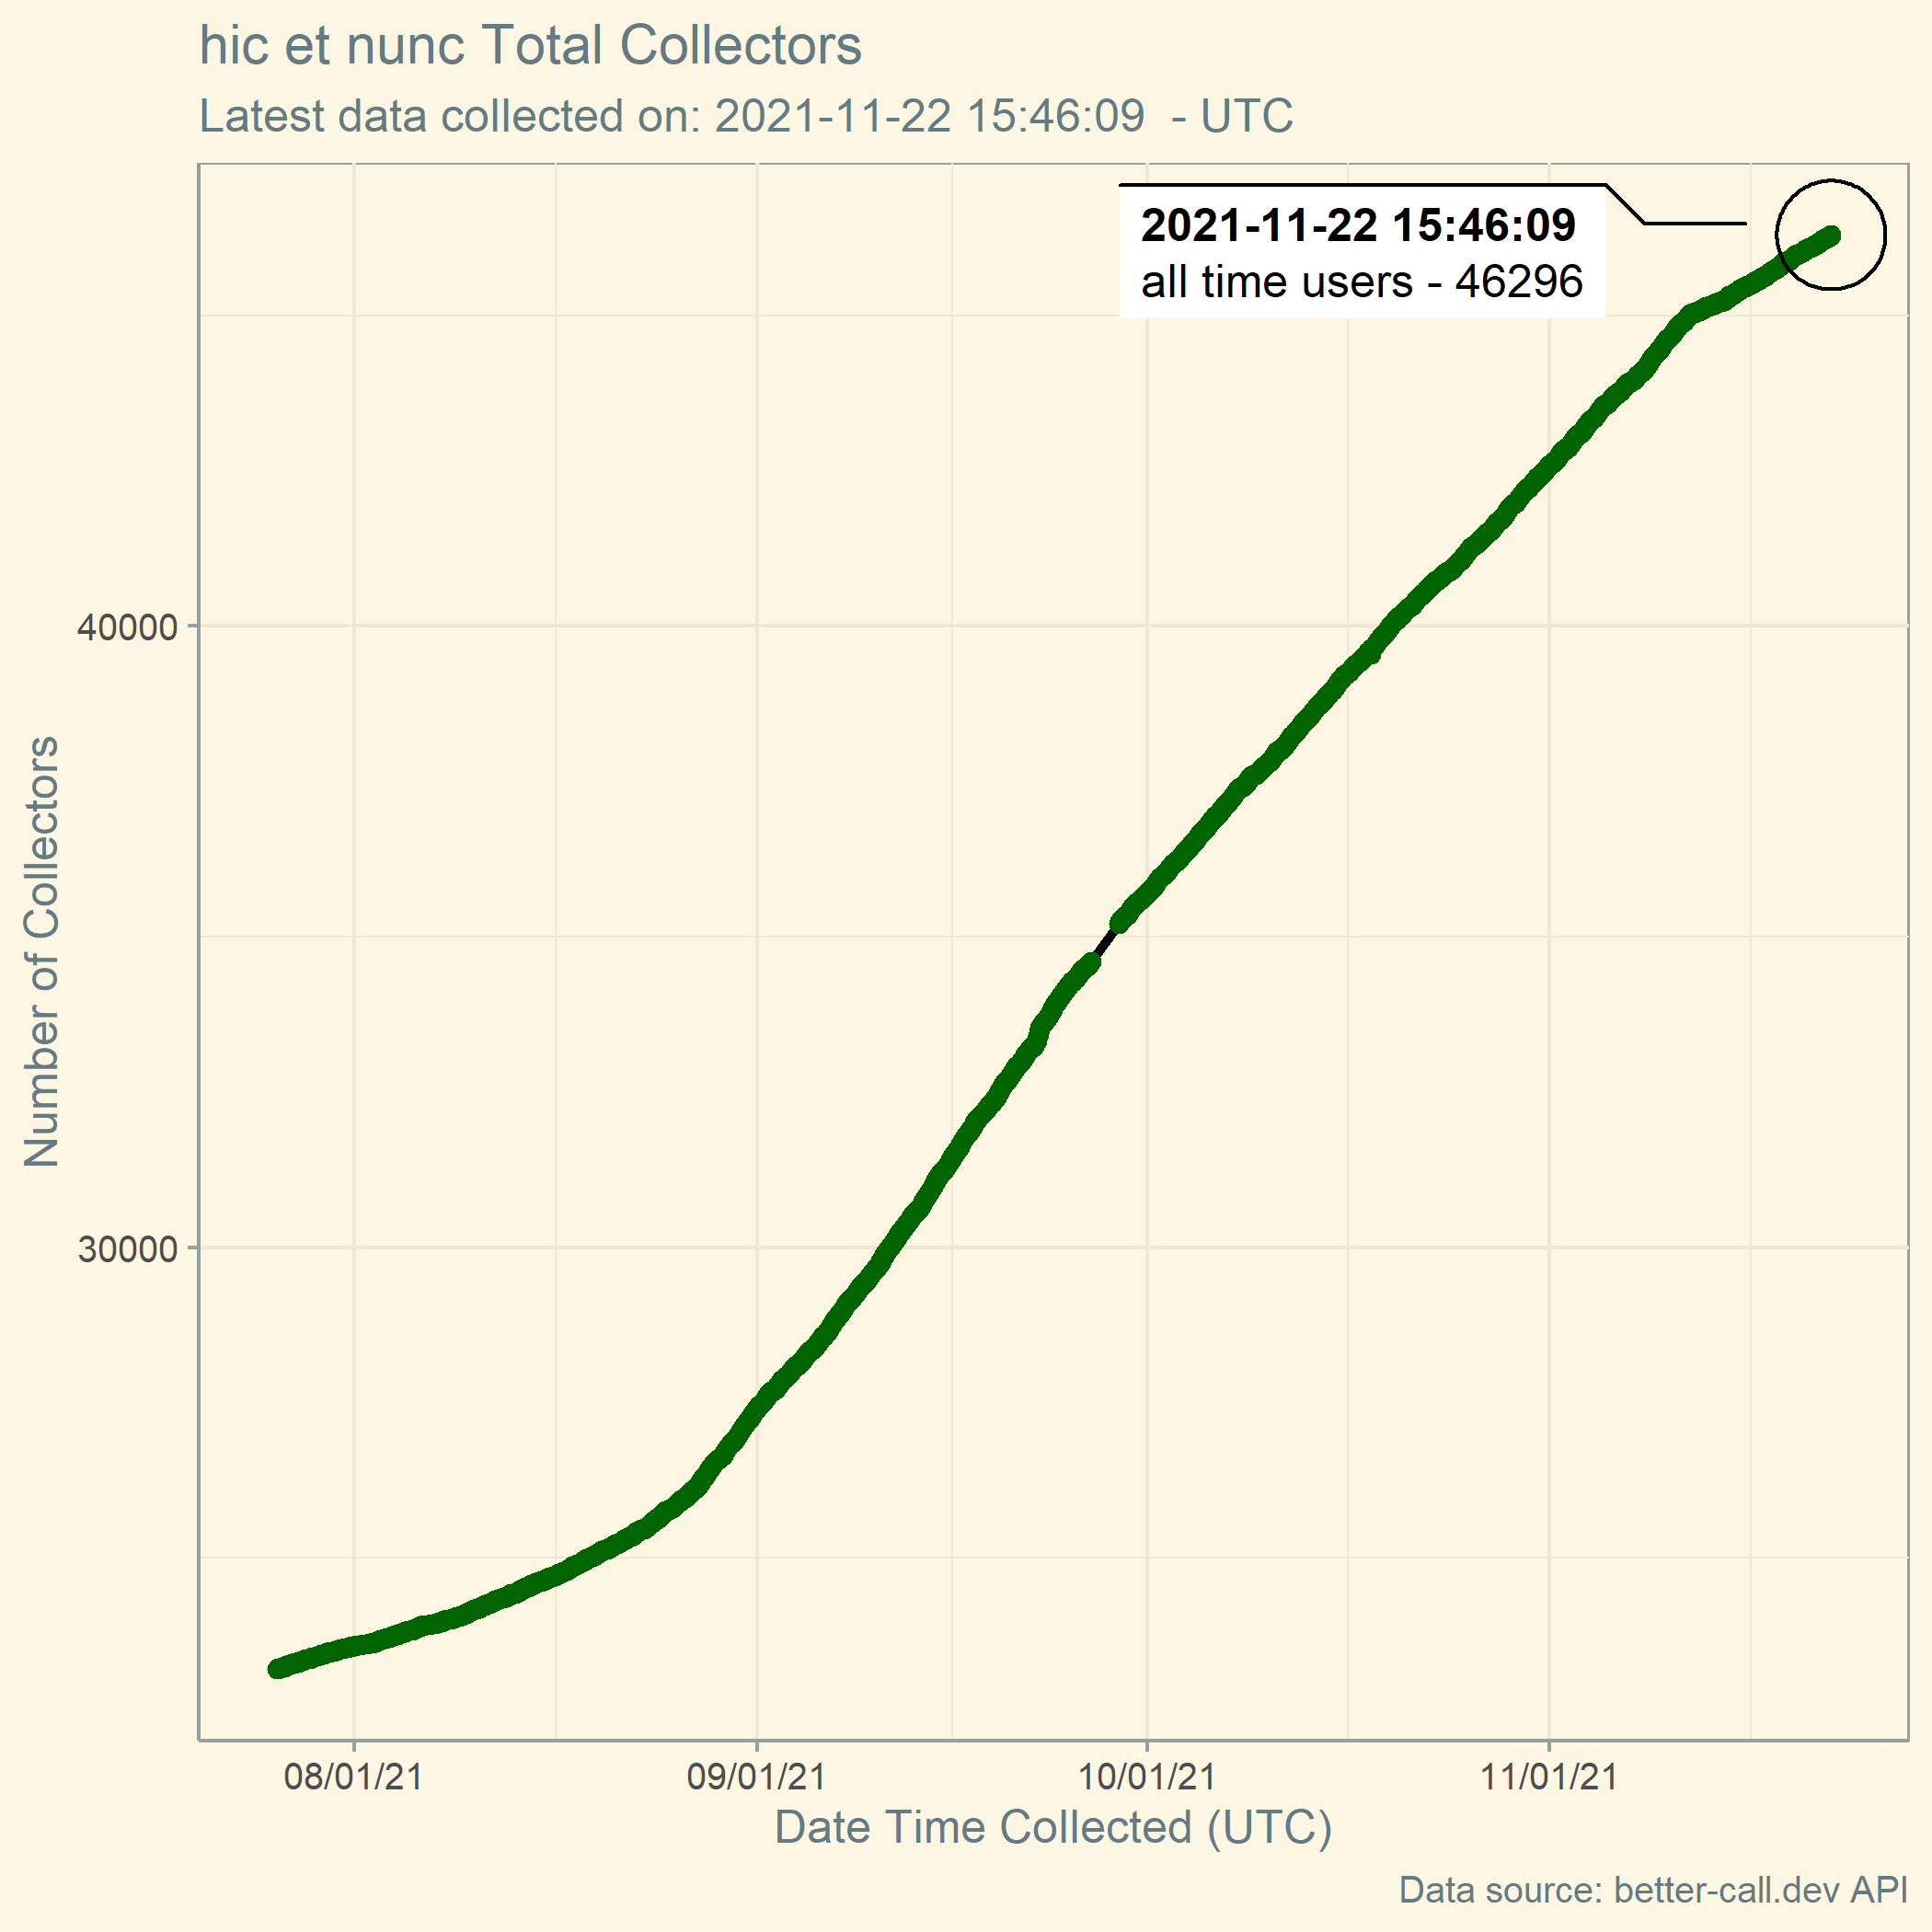 hic et nunc Total Collectors
Latest data collected on: 2021-11-22 15:46:09  - UTC
2021-11-22 15:46:09
all time users - 46296
40000
30000
Number of Collectors
08/01/21
09/01/21
10/01/21
11/01/21
Date Time Collected (UTC)
Data source: better-call.dev API